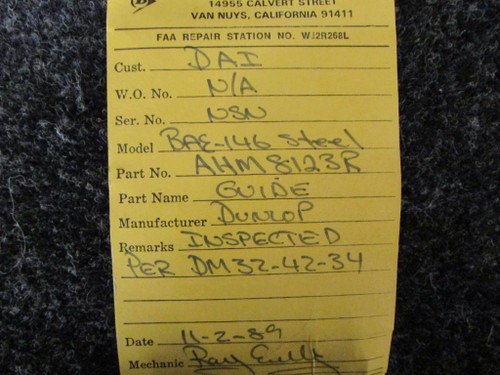 14955 CALVERT STREET
VAN NUYS, CALIFORNIA 91411
FAA REPAIR STATION NO. WJ2R268L
Cust. DAI
W.O. No. N/A
Ser. No. NSN
Model BAE-146 Steel
Part No. AHM8123R
Part Name GUIDE
Manufacturer DUNLOP
Remarks INSPECTED
PER DM32-42-34
Date 11-2-89
Mechanic Ray